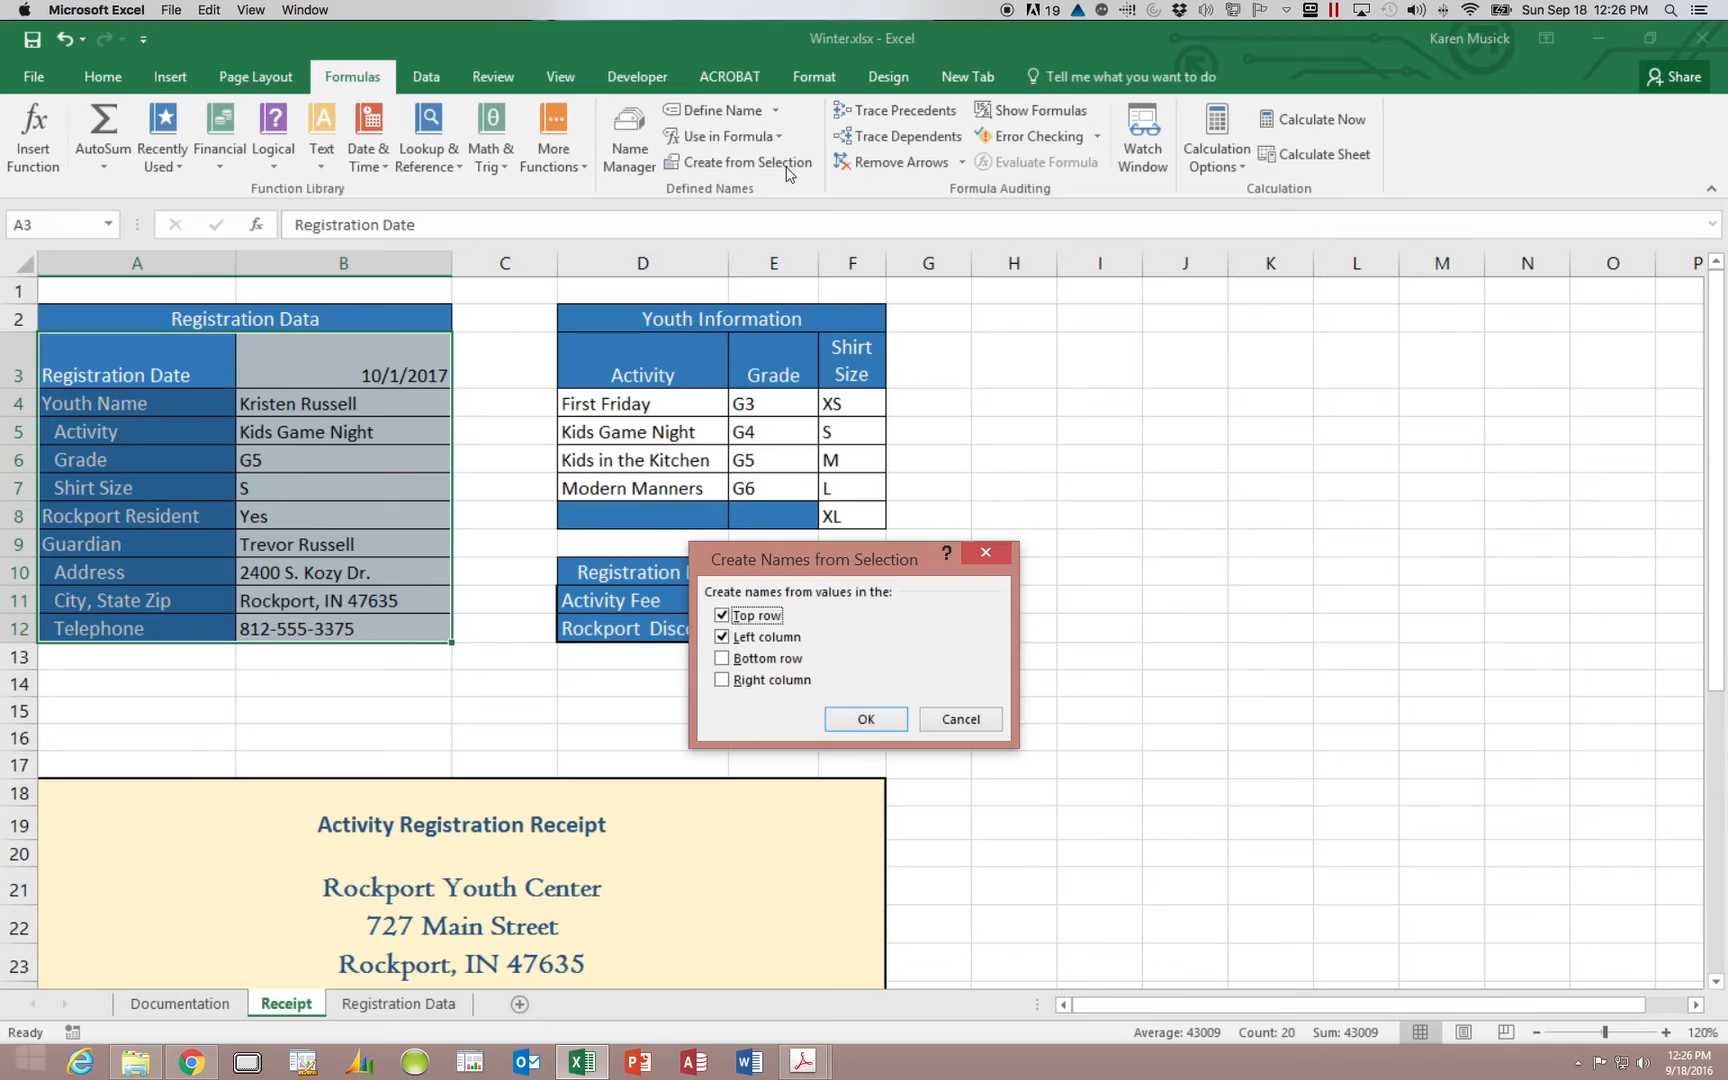 Microsoft Excel File Edit View Window
19 Sun Sep 18 12:26 PM
Winter.xlsx - Excel
Karen Musick
File Home Insert Page Layout Formulas Data Review View Developer ACROBAT Format Design New Tab Tell me what you want to do Share
Insert Function
AutoSum
Recently Used
Financial
Logical
Text
Date & Time
Lookup & Reference
Math & Trig
More Functions
Function Library
Name Manager
Define Name
Use in Formula
Create from Selection
Defined Names
Trace Precedents
Trace Dependents
Remove Arrows
Show Formulas
Error Checking
Evaluate Formula
Formula Auditing
Watch Window
Calculation Options
Calculate Now
Calculate Sheet
Calculation
A3 fx Registration Date
A B C D E F G H I J K L M N O P
1
2 Registration Data Youth Information
3 Registration Date 10/1/2017 Activity Grade Shirt Size
4 Youth Name Kristen Russell First Friday G3 XS
5 Activity Kids Game Night Kids Game Night G4 S
6 Grade G5 Kids in the Kitchen G5 M
7 Shirt Size S Modern Manners G6 L
8 Rockport Resident Yes XL
9 Guardian Trevor Russell
10 Address 2400 S. Kozy Dr. Registration
11 City, State Zip Rockport, IN 47635 Activity Fee
12 Telephone 812-555-3375 Rockport
13
14
15
16
17
18
19 Activity Registration Receipt
20
21 Rockport Youth Center
22 727 Main Street
23 Rockport, IN 47635
Create Names from Selection ?
Create names from values in the:
Top row
Left column
Bottom row
Right column
OK Cancel
Documentation Receipt Registration Data
Ready Average: 43009 Count: 20 Sum: 43009 120%
12:26 PM
9/18/2016